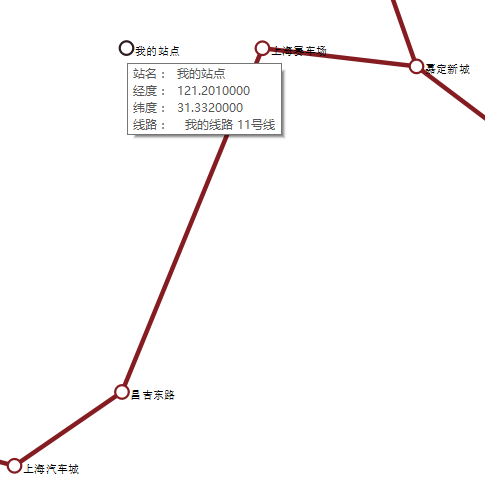 我的站点
上海赛车场
嘉定新城
站名： 我的站点
经度： 121.2010000
纬度： 31.3320000
线路： 我的线路 11号线
昌吉东路
上海汽车城